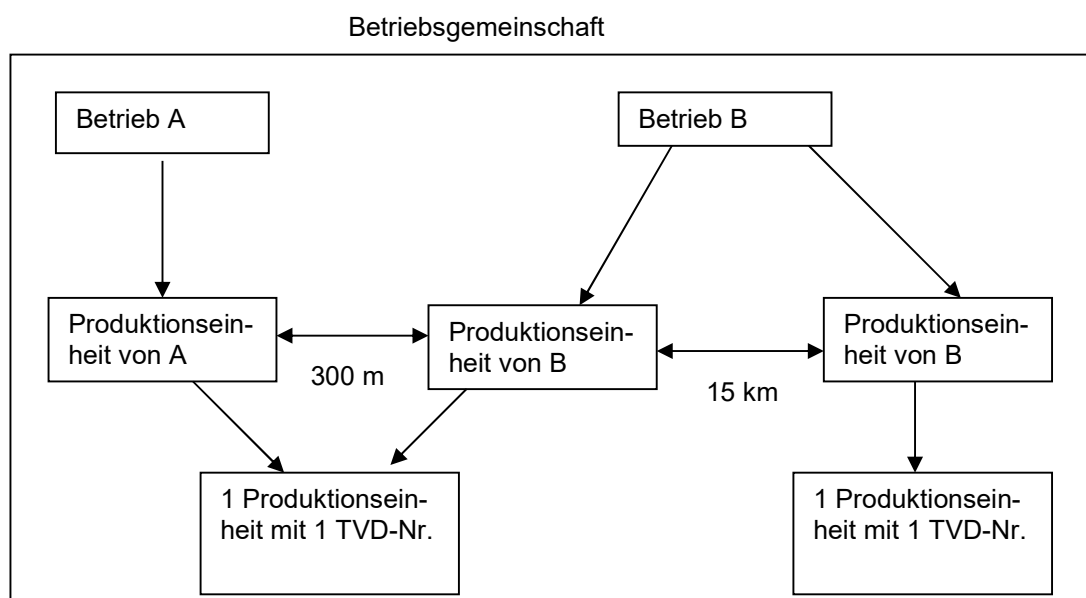 Betriebsgemeinschaft
Betrieb A
Betrieb B
Produktionsein-
heit von A
300 m
Produktionsein-
heit von B
15 km
Produktionsein-
heit von B
1 Produktionsein-
heit mit 1 TVD-Nr.
1 Produktionsein-
heit mit 1 TVD-Nr.